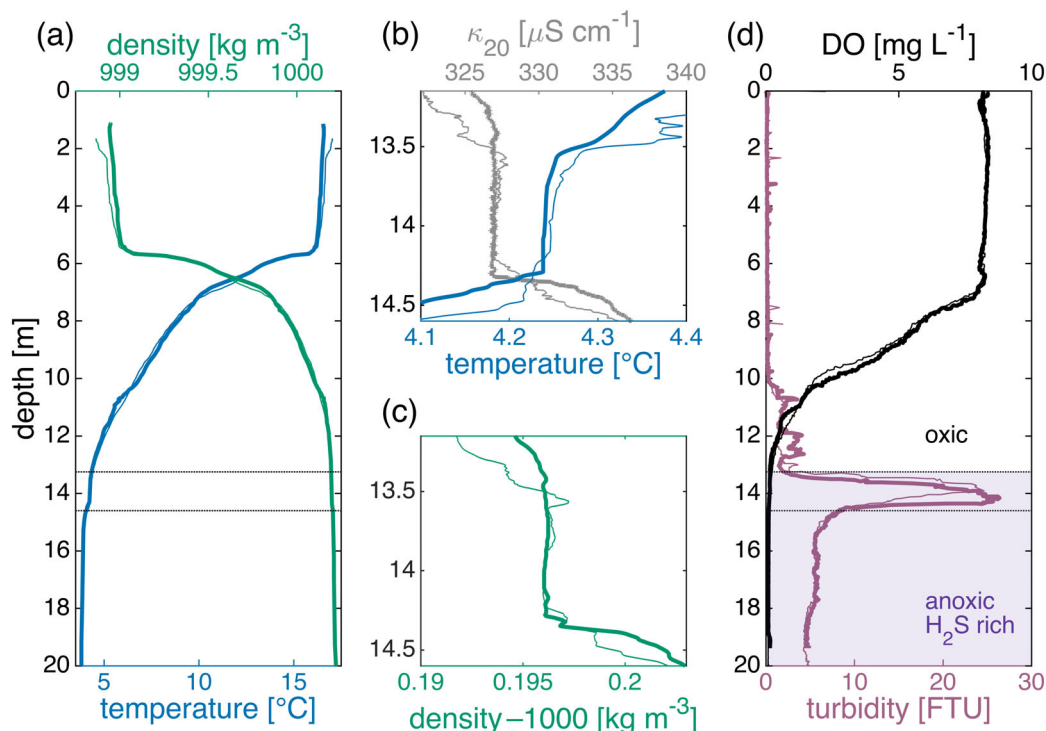 (a)
density [kg m⁻³]
999 999.5 1000
0
2
4
6
8
10
12
14
16
18
20
depth [m]
5 10 15
temperature [°C]
(b)
κ₂₀ [μS cm⁻¹]
325 330 335 340
13.5
14
14.5
4.1 4.2 4.3 4.4
temperature [°C]
(c)
13.5
14
14.5
0.19 0.195 0.2
density−1000 [kg m⁻³]
(d)
DO [mg L⁻¹]
0 5 10
0
2
4
6
8
10
12
14
16
18
20
oxic
anoxic
H₂S rich
0 10 20 30
turbidity [FTU]